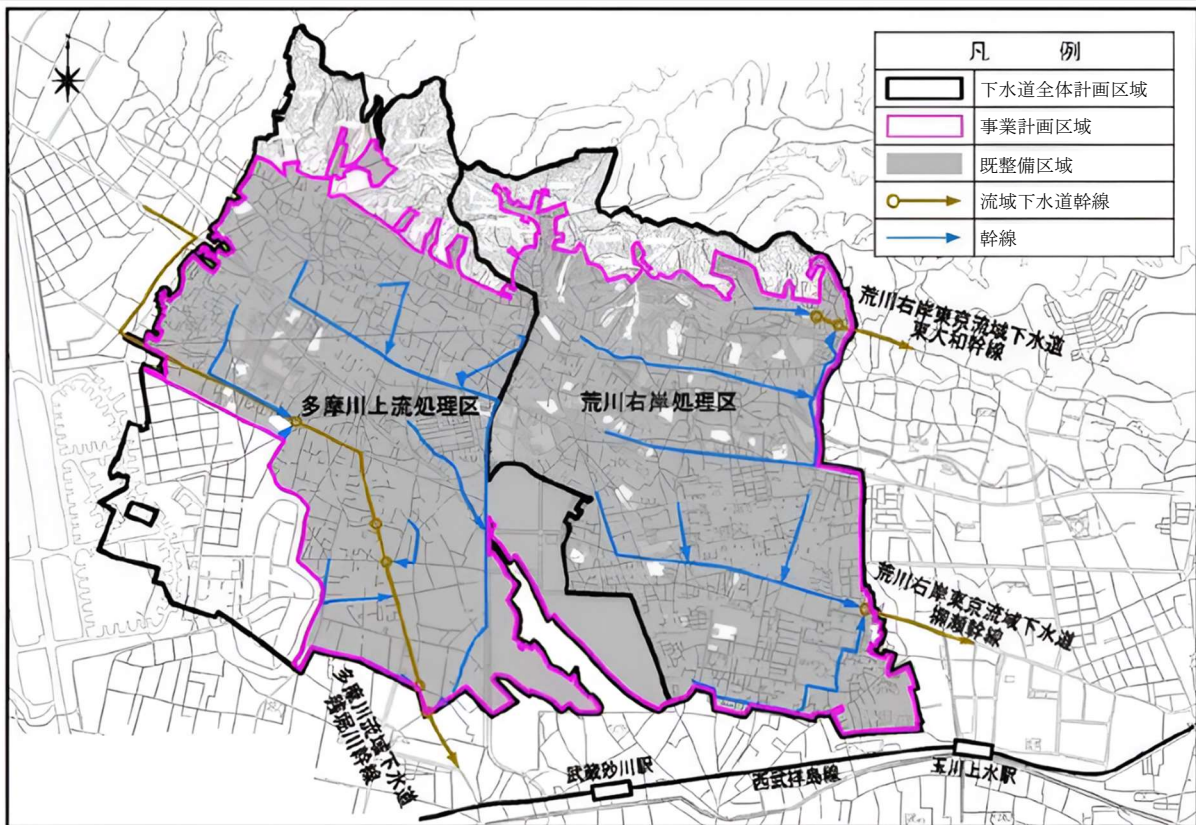 凡 例
下水道全体計画区域
事業計画区域
既整備区域
流域下水道幹線
幹線
荒川右岸東京流域下水道
東大和幹線
多摩川上流処理区
荒川右岸処理区
荒川右岸東京流域下水道
幹線
多摩川流域下水道
残堀川幹線
武蔵砂川駅
西武拝島線
玉川上水駅